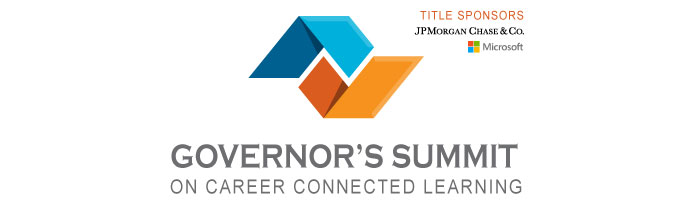 TITLE SPONSORS
JPMORGAN CHASE & CO.
Microsoft
GOVERNOR'S SUMMIT
ON CAREER CONNECTED LEARNING